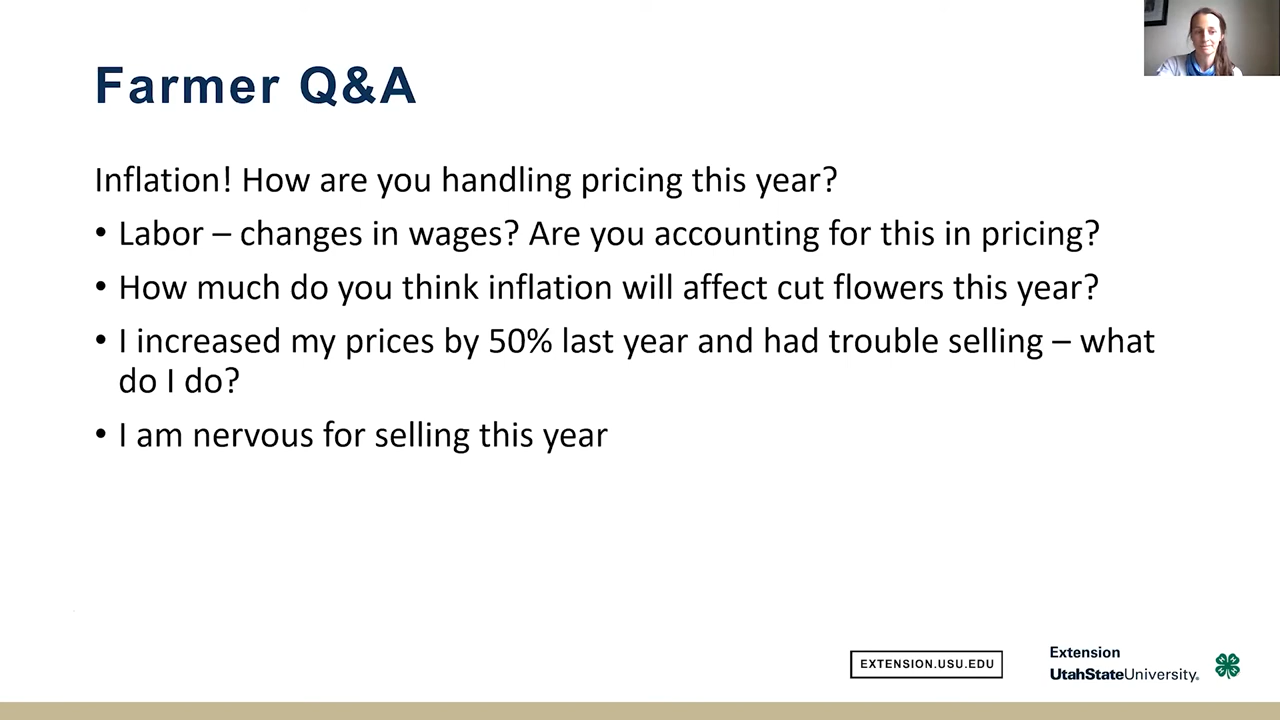 Farmer Q&A
Inflation! How are you handling pricing this year?
• Labor – changes in wages? Are you accounting for this in pricing?
• How much do you think inflation will affect cut flowers this year?
• I increased my prices by 50% last year and had trouble selling – what
do I do?
• I am nervous for selling this year
EXTENSION.USU.EDU
Extension
UtahStateUniversity.